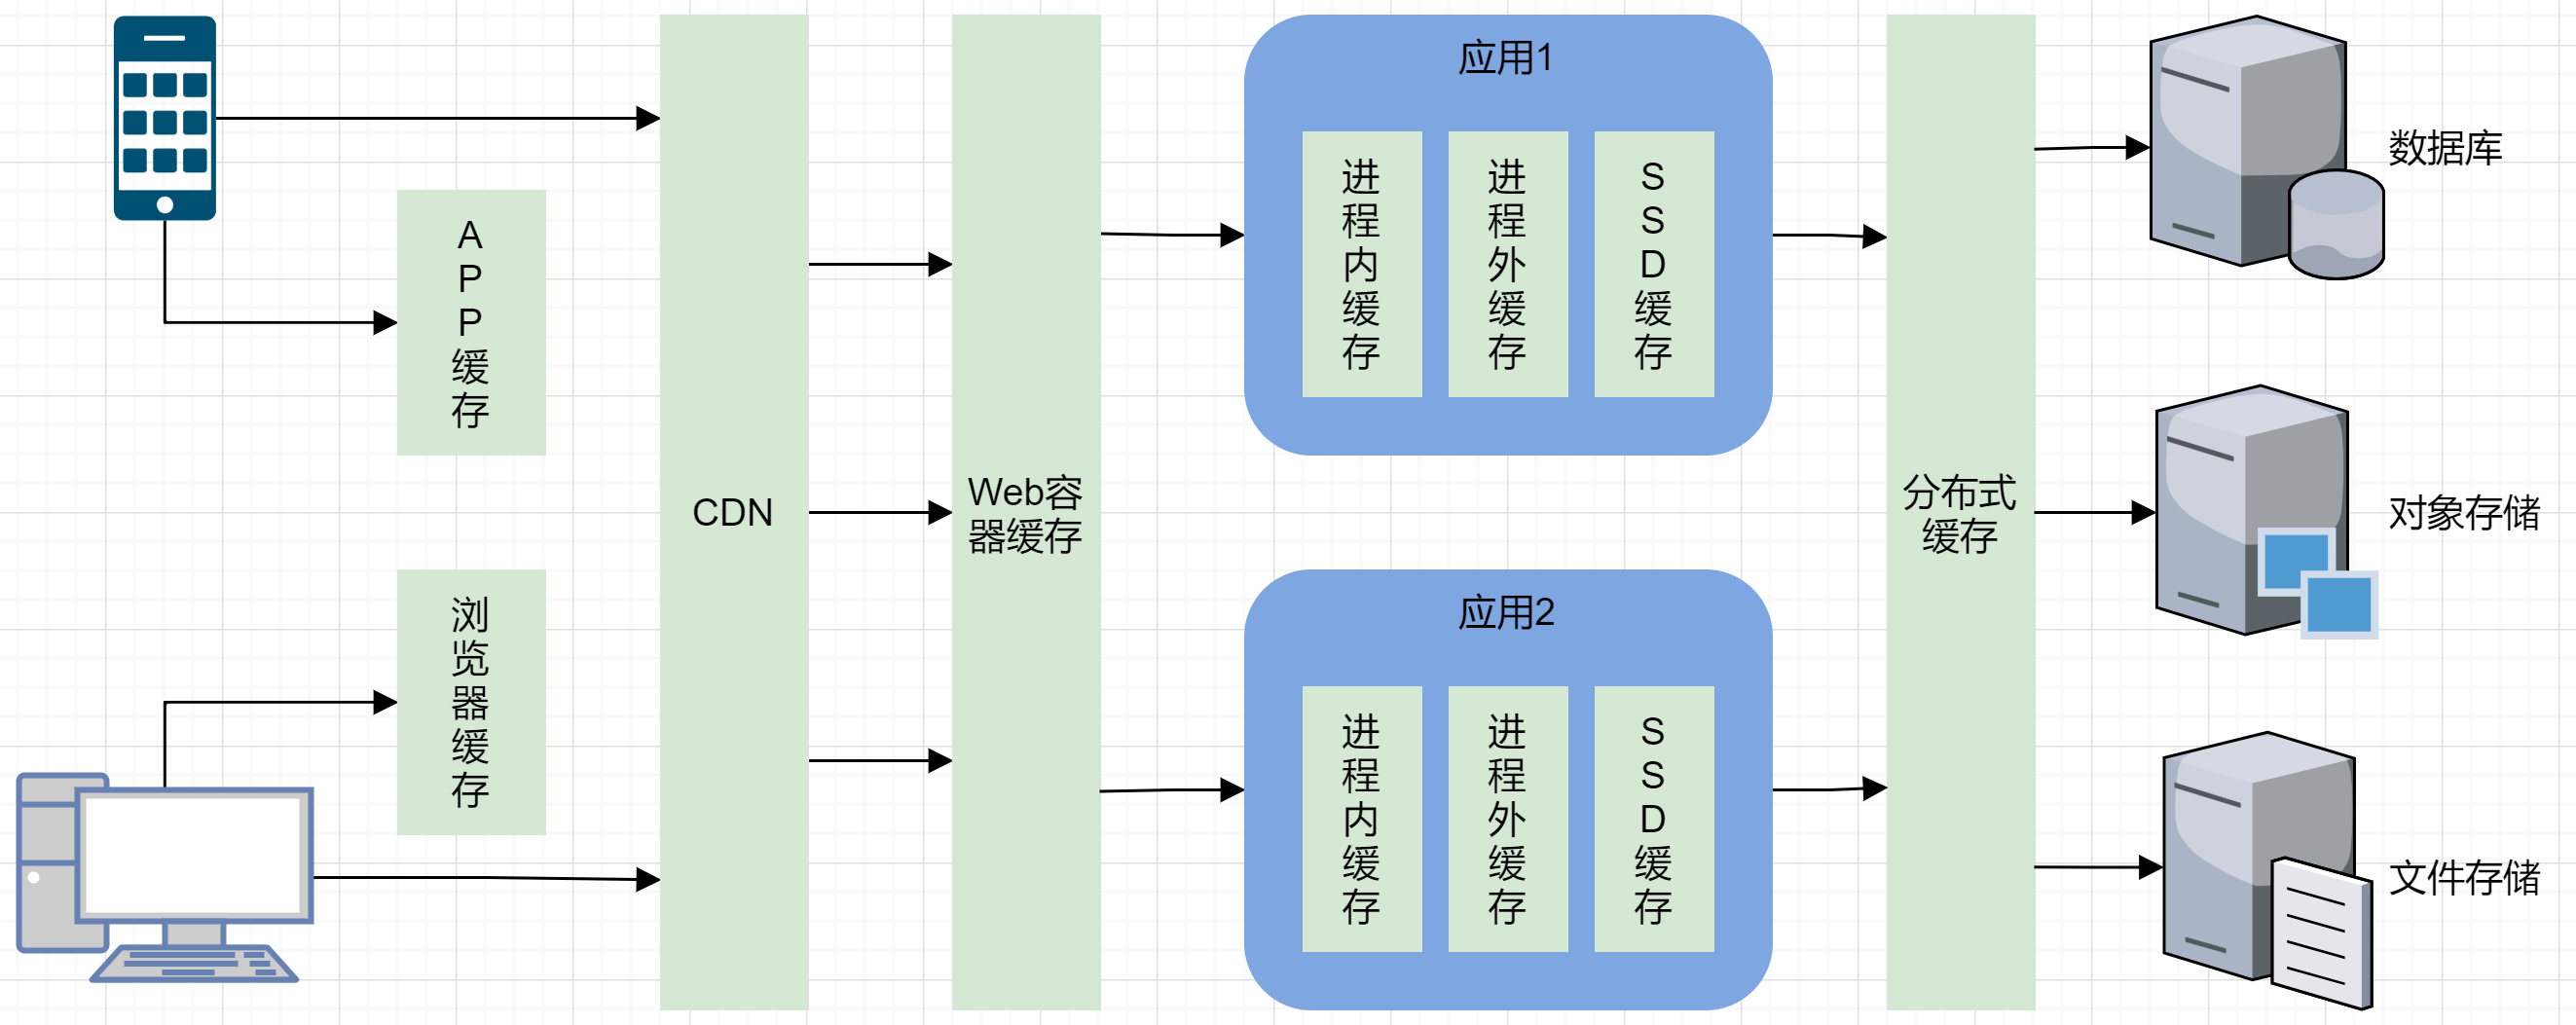 APP缓存
浏览器缓存
CDN
Web容
器缓存
应用1
进程内缓存
进程外缓存
SSD缓存
应用2
进程内缓存
进程外缓存
SSD缓存
分布式
缓存
数据库
对象存储
文件存储